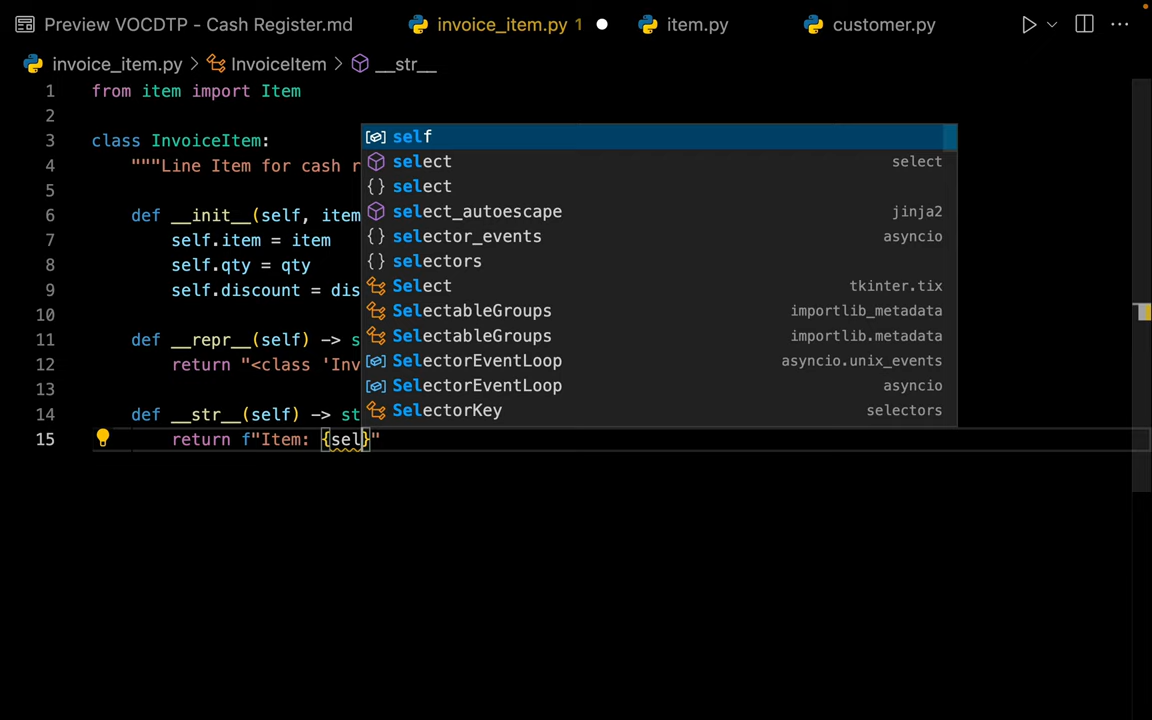 Preview VOCDTP - Cash Register.md invoice_item.py 1 item.py customer.py
invoice_item.py > InvoiceItem > __str__
1 from item import Item
2
3 class InvoiceItem:
4 """Line Item for cash r
5
6 def __init__(self, item
7 self.item = item
8 self.qty = qty
9 self.discount = dis
10
11 def __repr__(self) -> s
12 return "<class 'Inv
13
14 def __str__(self) -> st
15 return f"Item: {sel}"
self
select select
select
select_autoescape jinja2
selector_events asyncio
selectors
Select tkinter.tix
SelectableGroups importlib_metadata
SelectableGroups importlib.metadata
SelectorEventLoop asyncio.unix_events
SelectorEventLoop asyncio
SelectorKey selectors